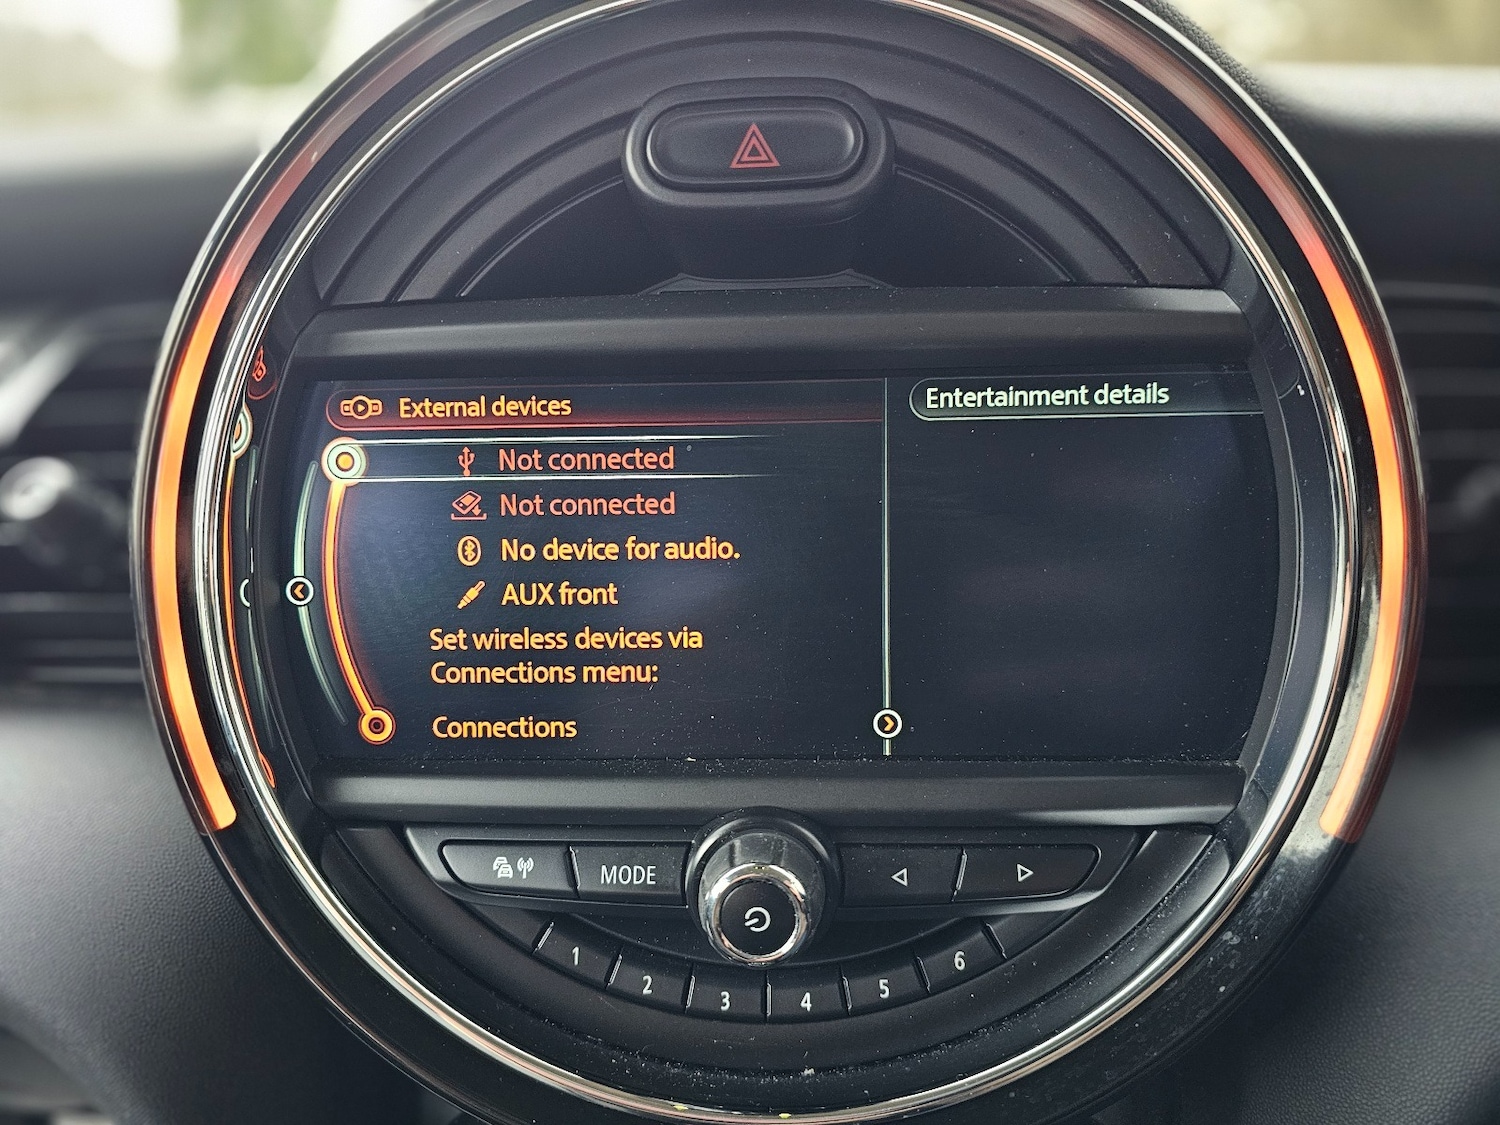 External devices
Entertainment details
Not connected
Not connected
No device for audio.
AUX front
Set wireless devices via
Connections menu:
Connections
MODE
1
2
3
4
5
6